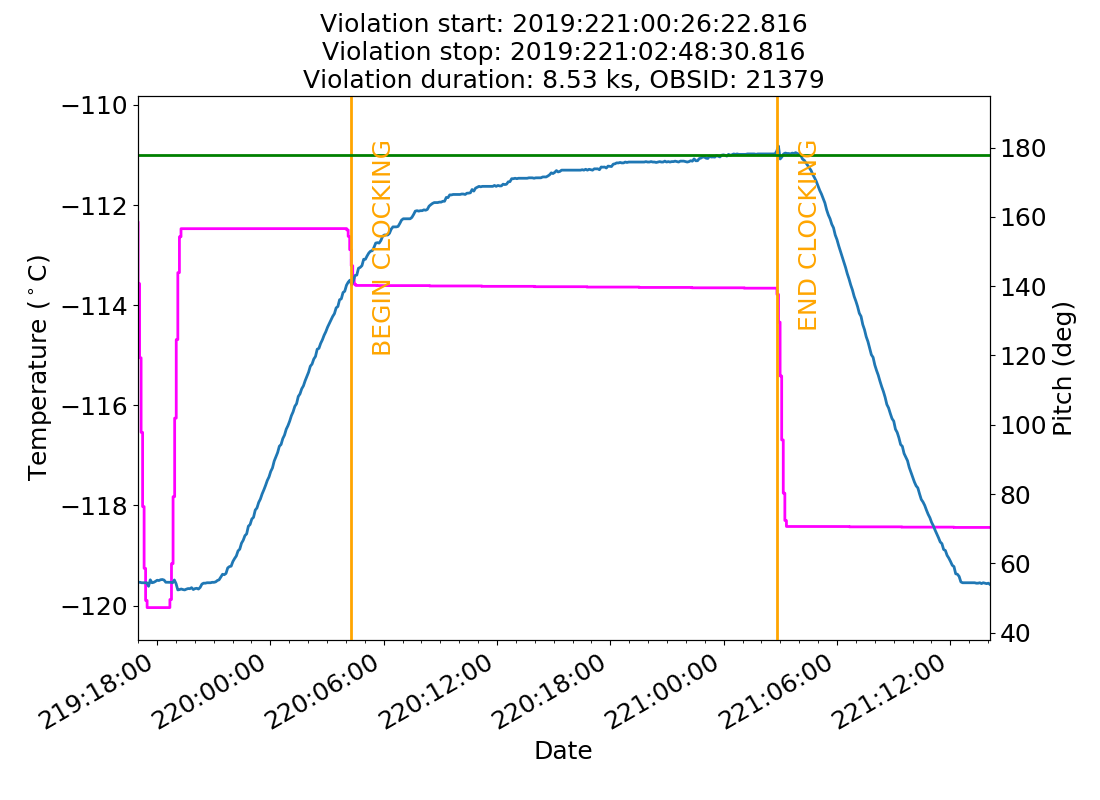 Violation start: 2019:221:00:26:22.816
Violation stop: 2019:221:02:48:30.816
Violation duration: 8.53 ks, OBSID: 21379
−110
−112
−114
−116
−118
−120
Temperature (°C)
BEGIN CLOCKING
END CLOCKING
180
160
140
120
100
80
60
40
Pitch (deg)
219:18:00
220:00:00
220:06:00
220:12:00
220:18:00
221:00:00
221:06:00
221:12:00
Date